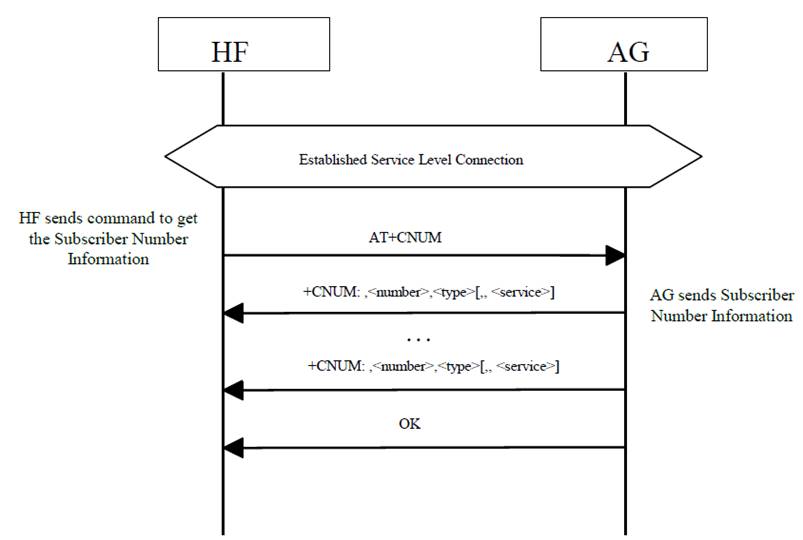 HF
AG
Established Service Level Connection
HF sends command to get
the Subscriber Number
Information
AT+CNUM
+CNUM: ,<number>,<type>[,, <service>]
AG sends Subscriber
Number Information
...
+CNUM: ,<number>,<type>[,, <service>]
OK